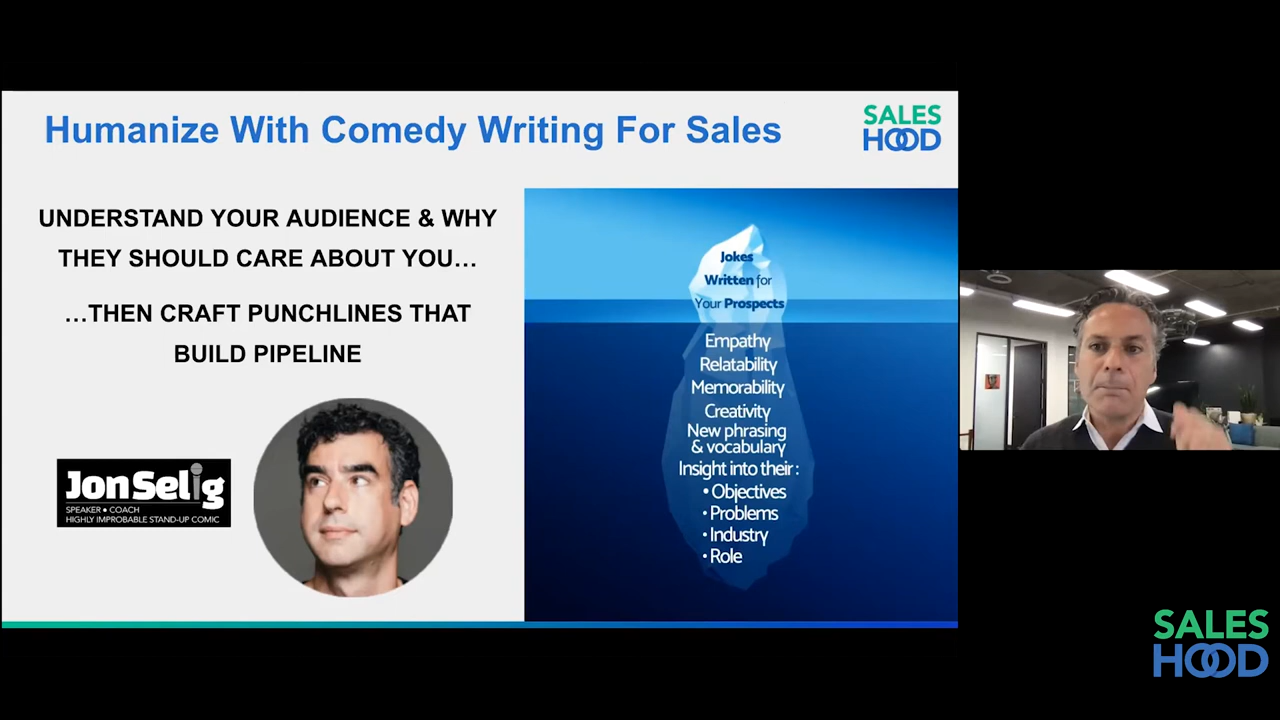 Humanize With Comedy Writing For Sales
SALES
HOOD
UNDERSTAND YOUR AUDIENCE & WHY
THEY SHOULD CARE ABOUT YOU...
...THEN CRAFT PUNCHLINES THAT
BUILD PIPELINE
Jon Selig
SPEAKER • COACH
HIGHLY IMPROBABLE STAND-UP COMIC
Jokes
Written for
Your Prospects
Empathy
Relatability
Memorability
Creativity
New phrasing
& vocabulary
Insight into their:
• Objectives
• Problems
• Industry
• Role
SALES
HOOD